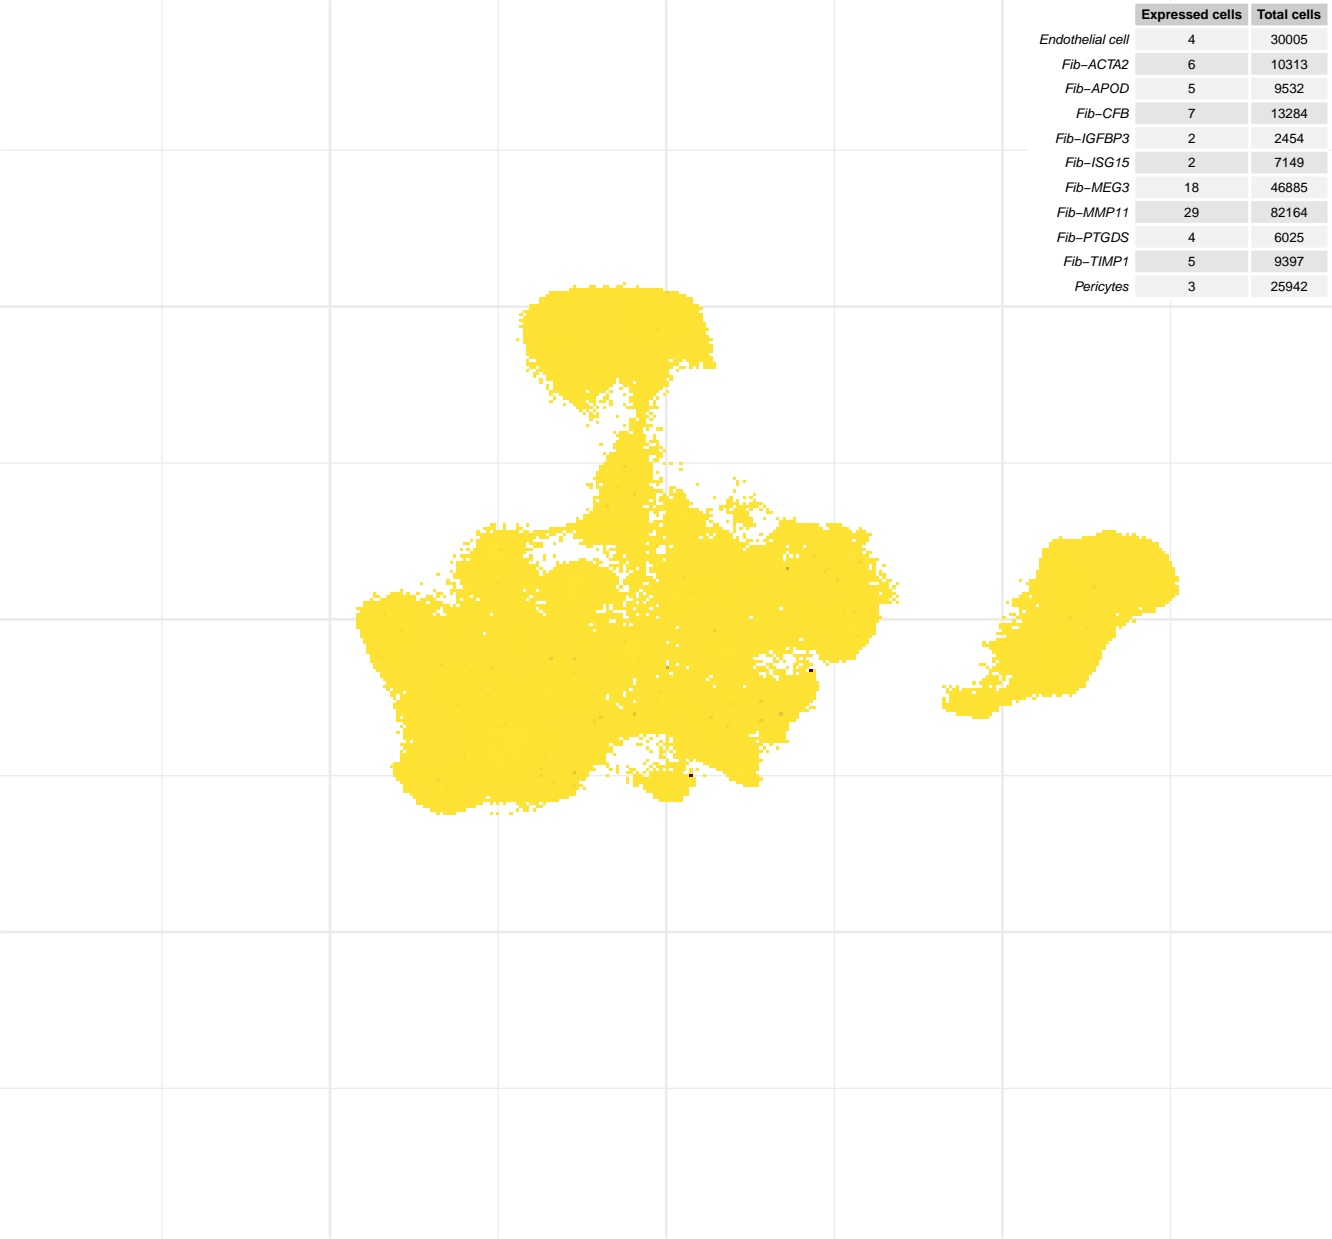 Expressed cells Total cells
Endothelial cell 4 30005
Fib−ACTA2 6 10313
Fib−APOD 5 9532
Fib−CFB 7 13284
Fib−IGFBP3 2 2454
Fib−ISG15 2 7149
Fib−MEG3 18 46885
Fib−MMP11 29 82164
Fib−PTGDS 4 6025
Fib−TIMP1 5 9397
Pericytes 3 25942